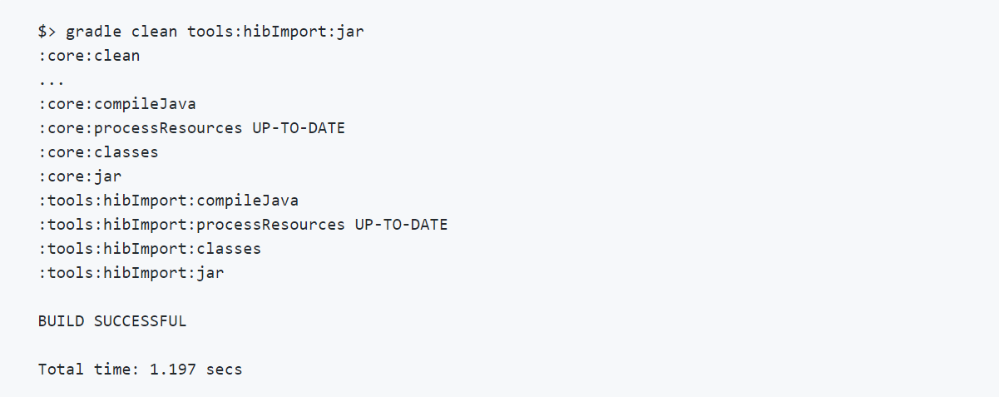 $> gradle clean tools:hibImport:jar
:core:clean
...
:core:compileJava
:core:processResources UP-TO-DATE
:core:classes
:core:jar
:tools:hibImport:compileJava
:tools:hibImport:processResources UP-TO-DATE
:tools:hibImport:classes
:tools:hibImport:jar
BUILD SUCCESSFUL
Total time: 1.197 secs